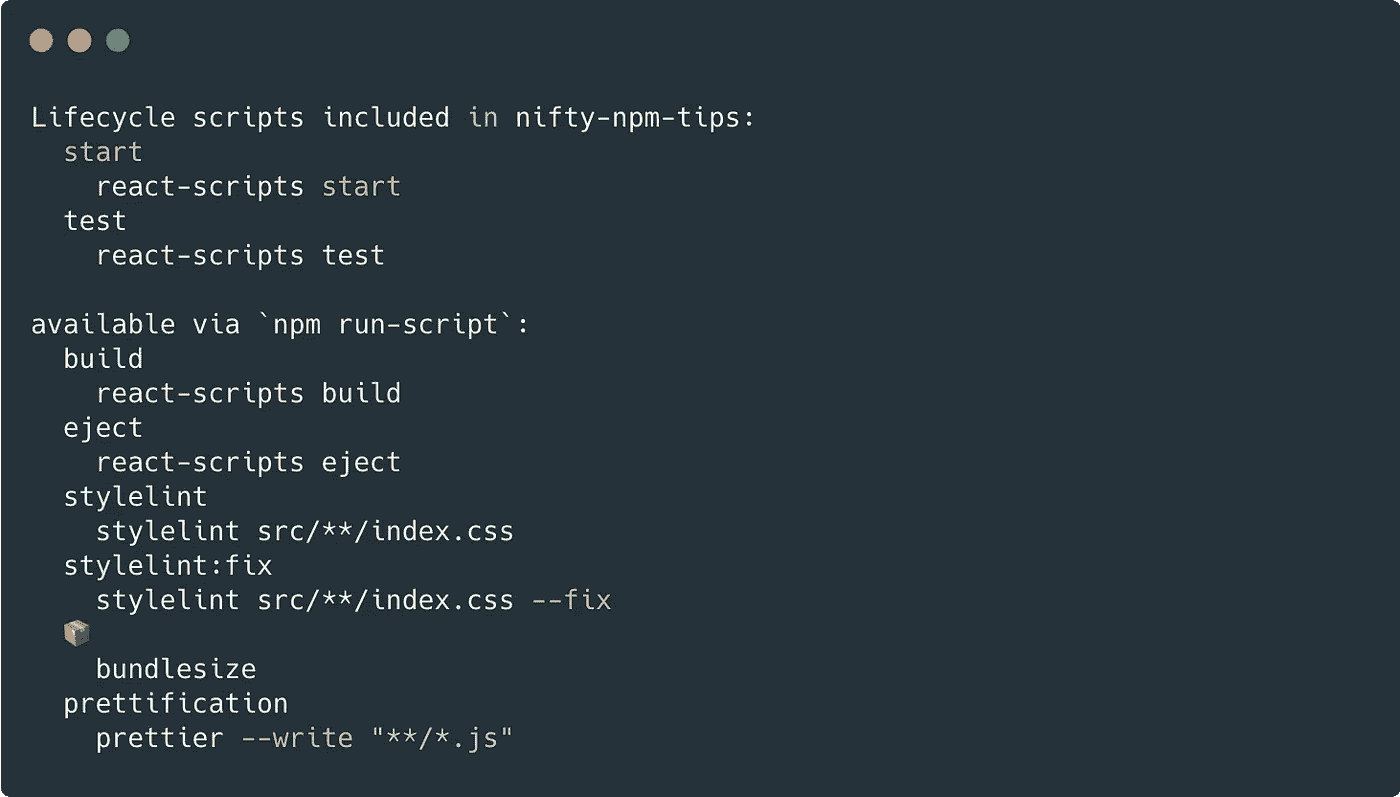 Lifecycle scripts included in nifty-npm-tips:
  start
    react-scripts start
  test
    react-scripts test

available via `npm run-script`:
  build
    react-scripts build
  eject
    react-scripts eject
  stylelint
    stylelint src/**/index.css
  stylelint:fix
    stylelint src/**/index.css --fix
  📦
    bundlesize
  prettification
    prettier --write "**/*.js"